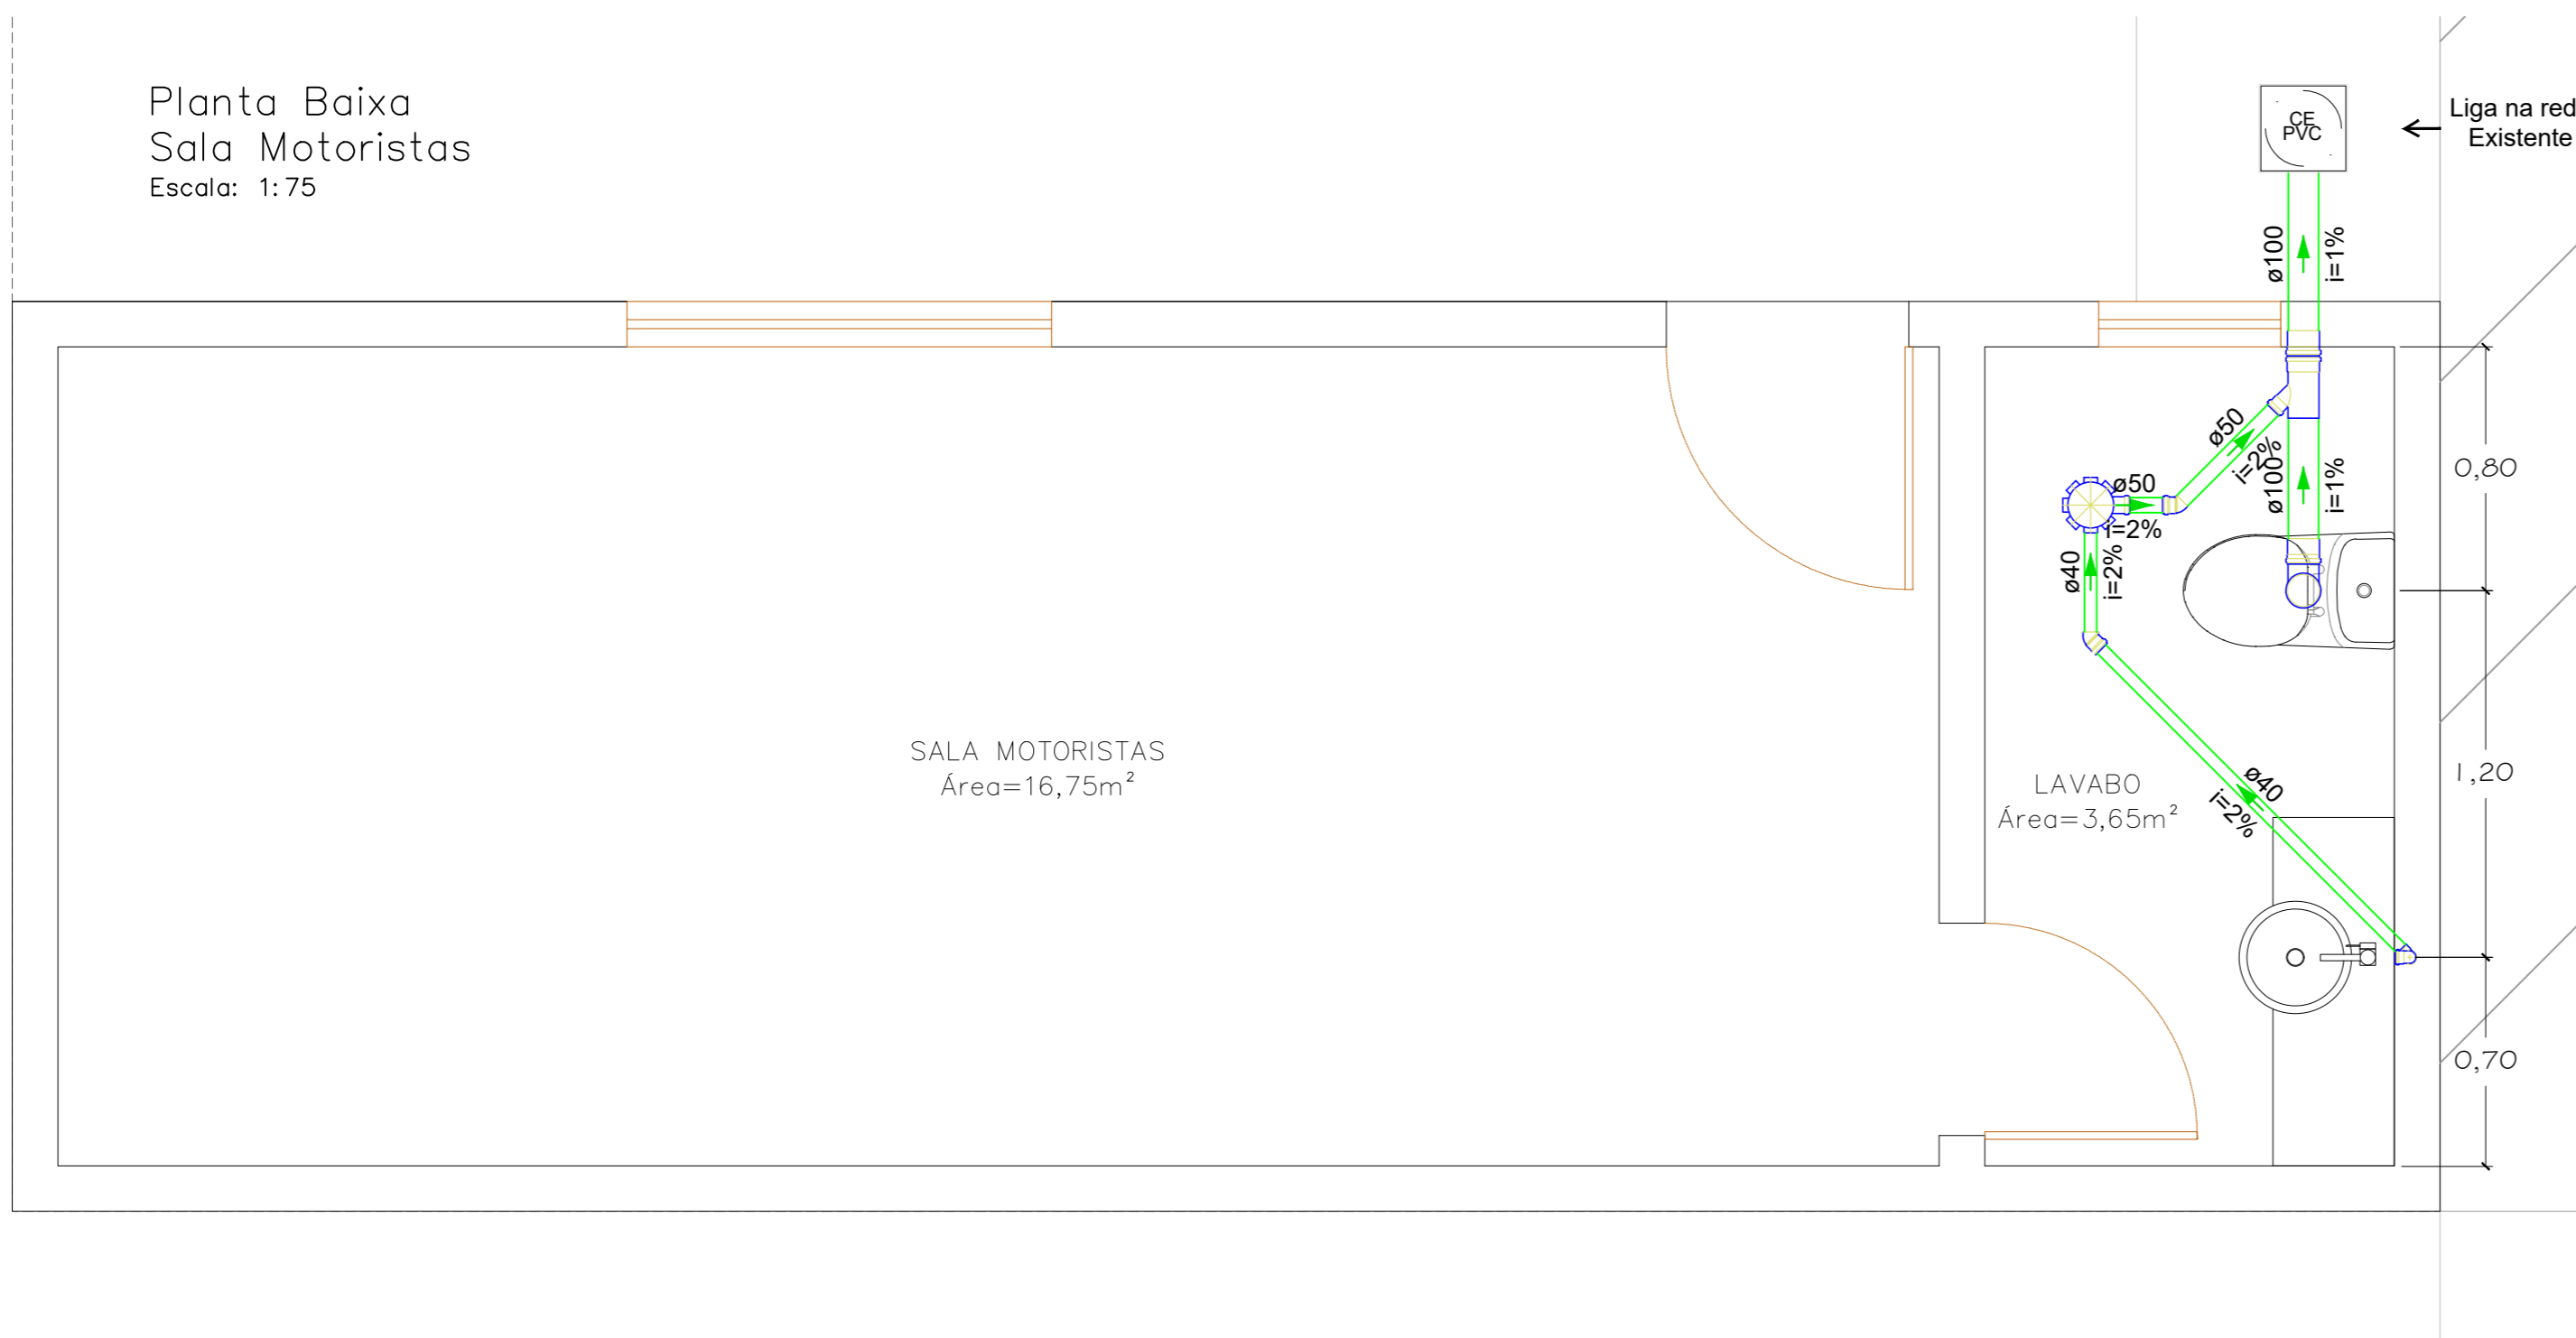 Planta Baixa
Sala Motoristas
Escala: 1:75
CE
PVC
Liga na red
Existente
ø100
i=1%
ø50
i=2%
ø100
i=1%
0,80
ø50
i=2%
ø40
i=2%
SALA MOTORISTAS
Área=16,75m²
LAVABO
Área=3,65m²
ø40
i=2%
1,20
0,70